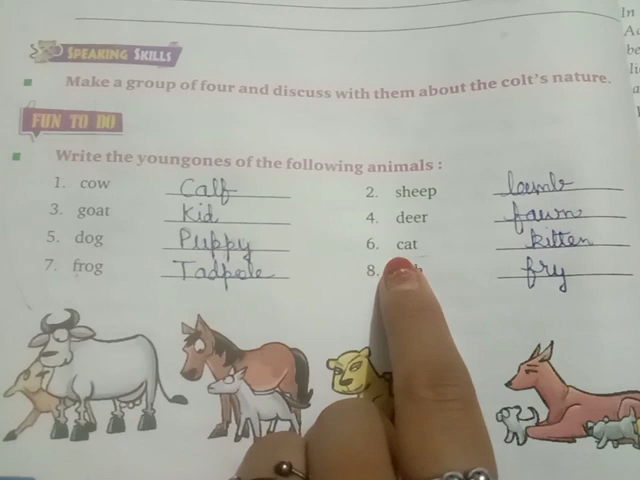 In
SPEAKING SKILLS
Make a group of four and discuss with them about the colt's nature.
FUN TO DO
Write the youngones of the following animals :
1. cow Calf 2. sheep lamb
3. goat Kid 4. deer fawn
5. dog Puppy 6. cat kitten
7. frog Tadpole 8. fry